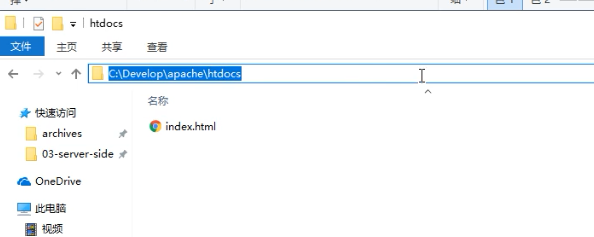 htdocs
文件 主页 共享 查看
C:\Develop\apache\htdocs
名称
快速访问
index.html
archives
03-server-side
OneDrive
此电脑
视频